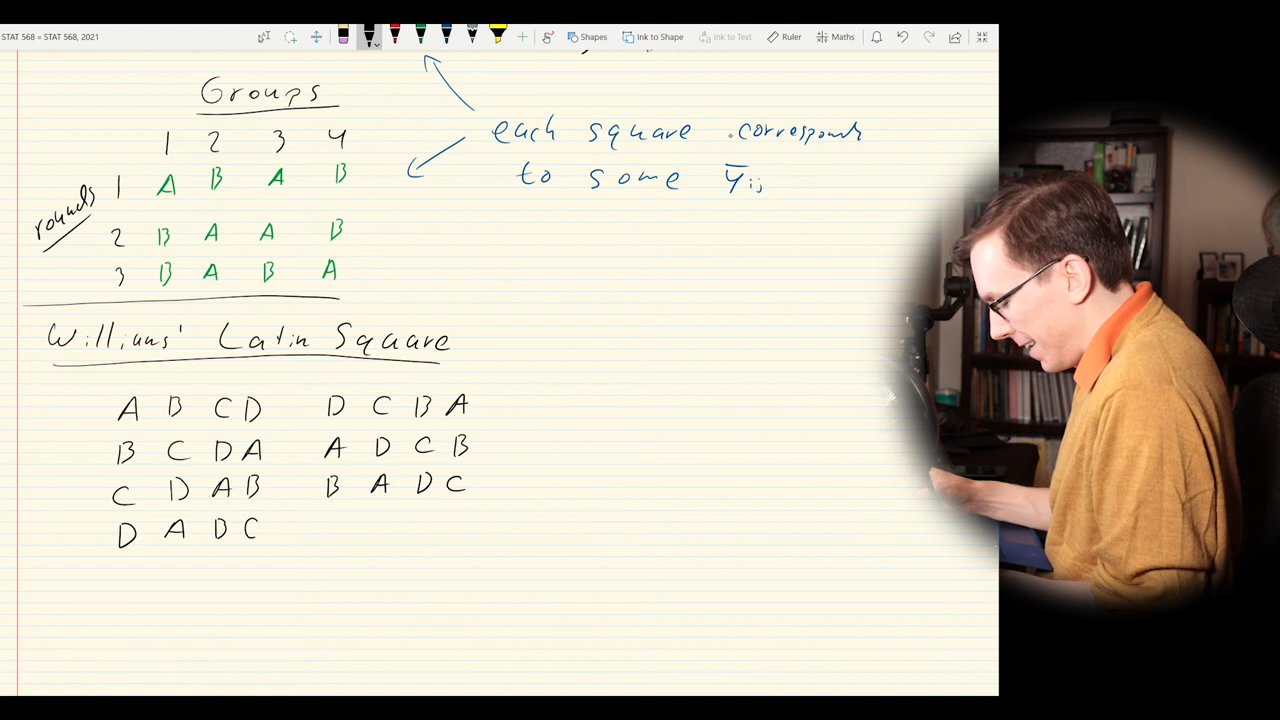 STAT 568 » STAT 568, 2021
Shapes Ink to Shape Ink to Text Ruler Maths
Groups
1 2 3 4
each square corresponds
rounds 1 A B A B
to some ȳij
2 B A A B
3 B A B A
Willians' Latin Square
A B C D D C B A
B C D A A D C B
C D A B B A D C
D A B C